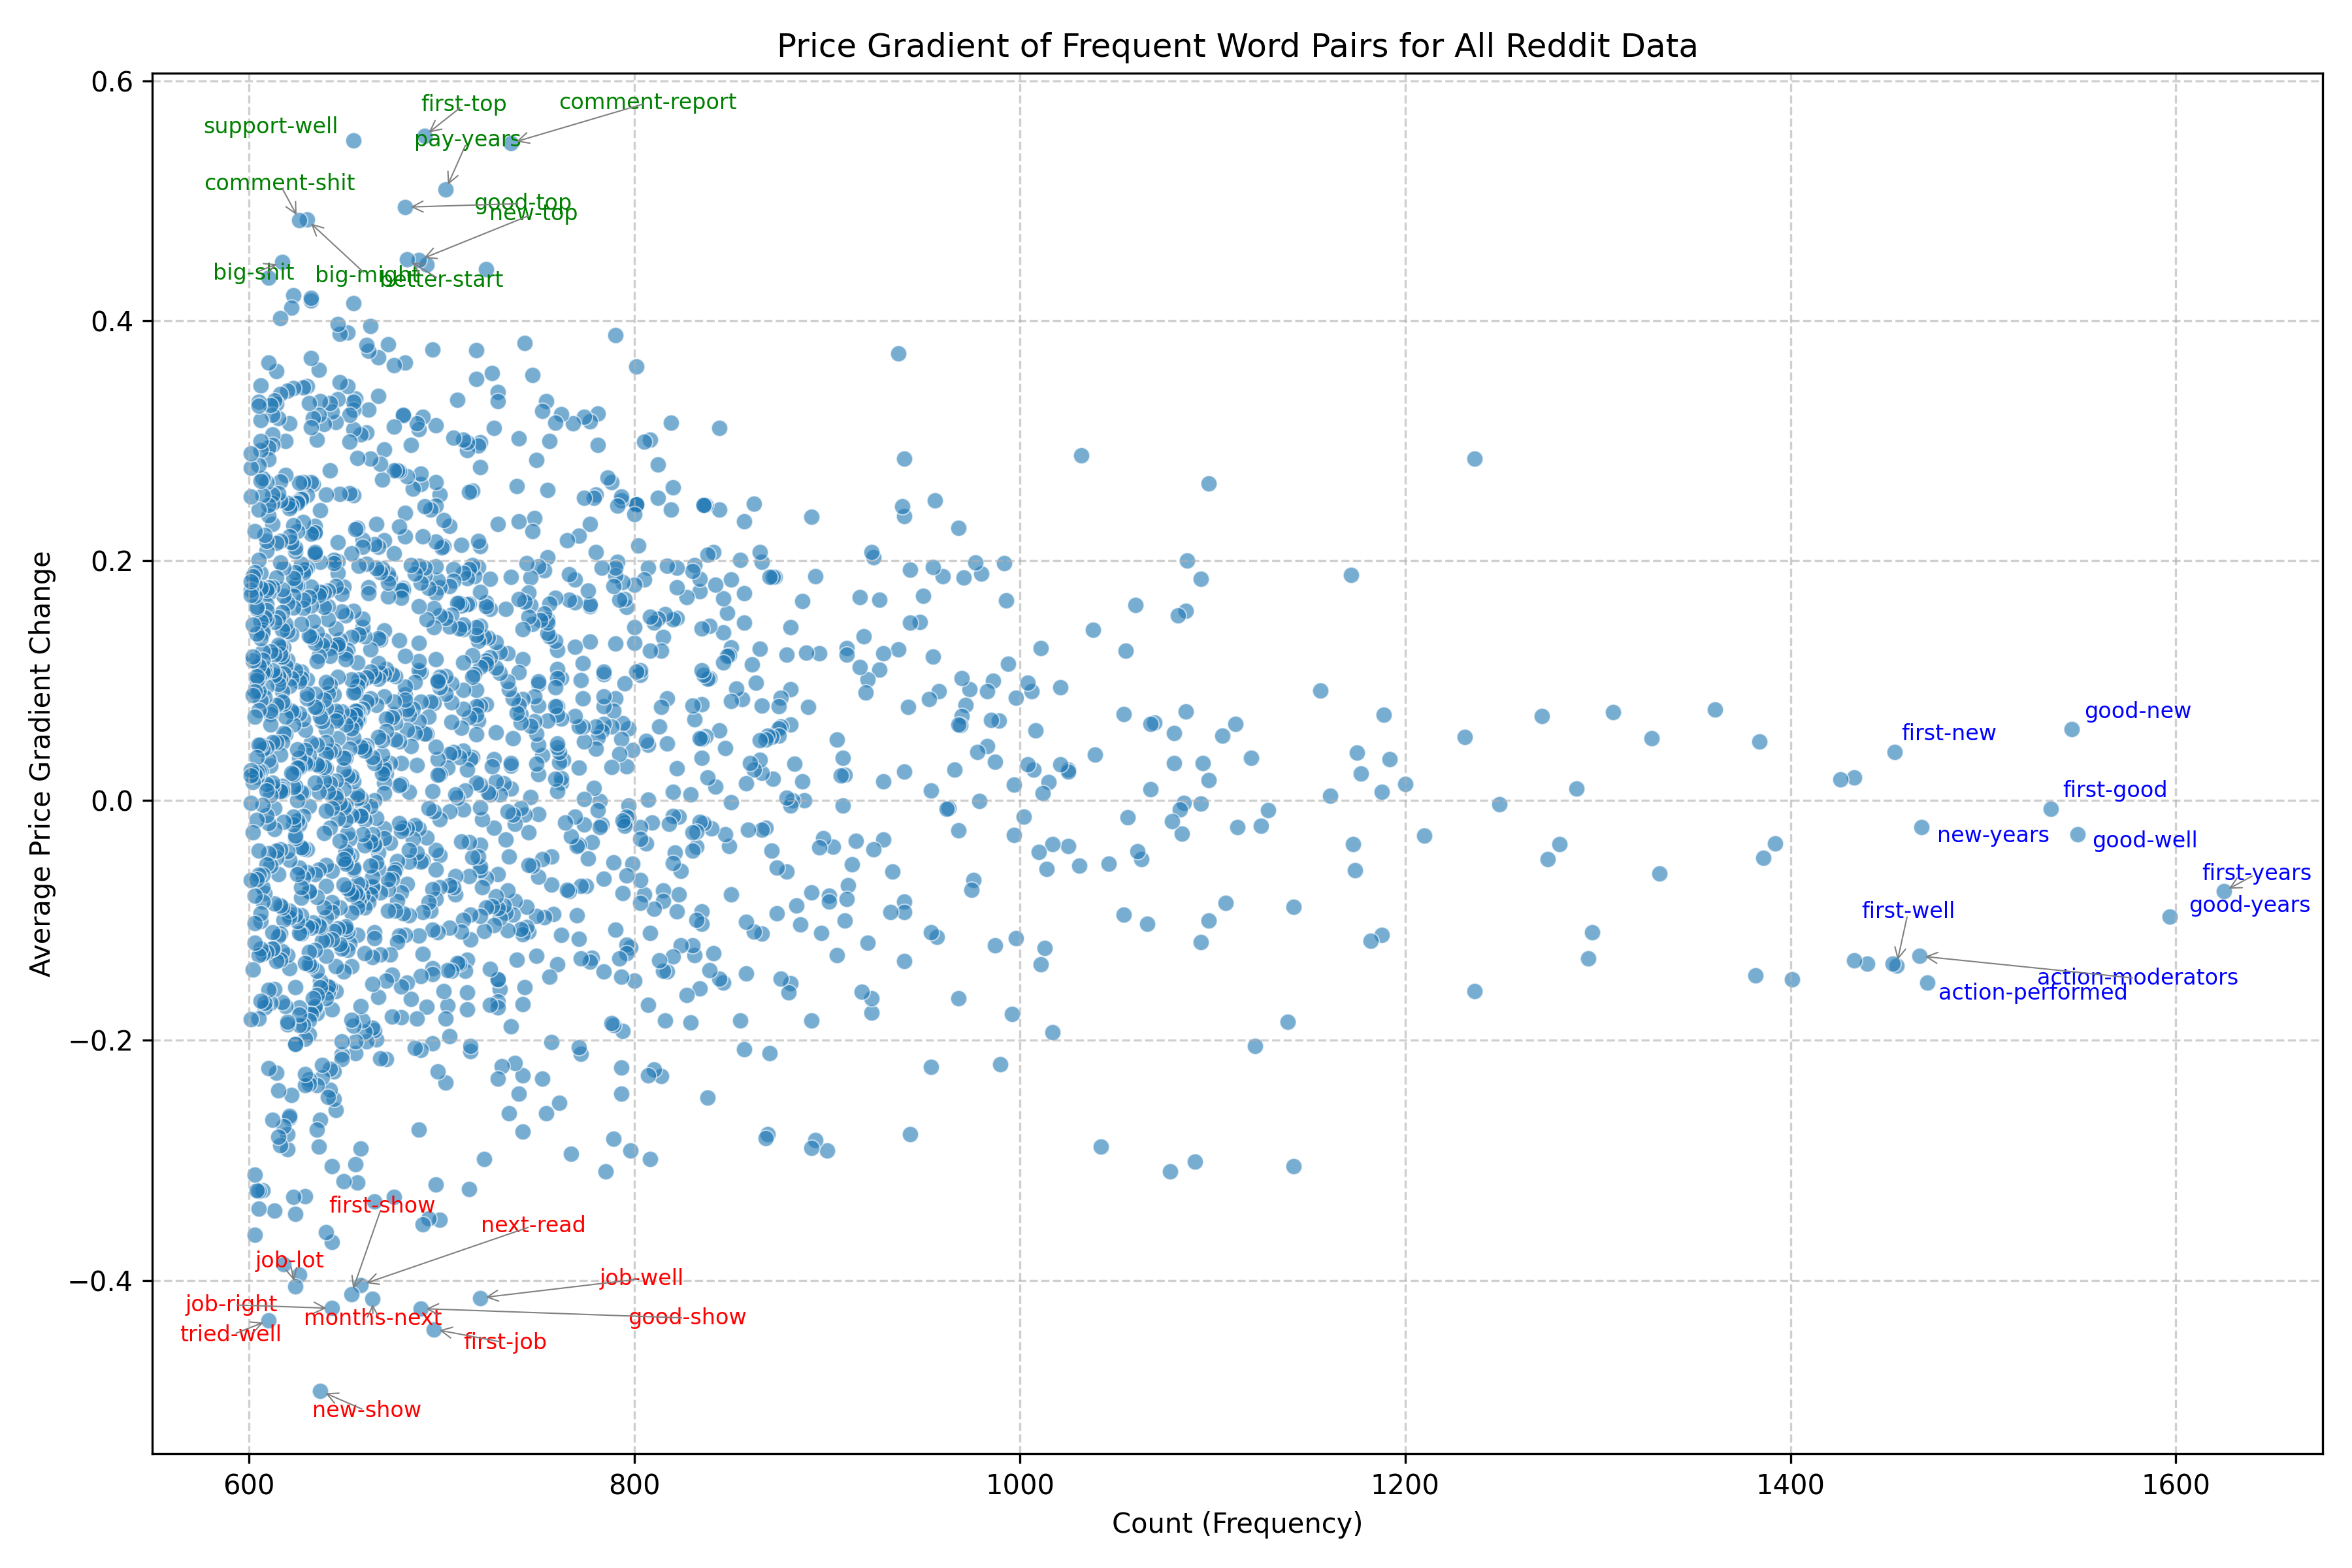 Price Gradient of Frequent Word Pairs for All Reddit Data
Average Price Gradient Change
0.6
0.4
0.2
0.0
−0.2
−0.4
first-top
comment-report
support-well
pay-years
comment-shit
good-top
new-top
big-shit
big-might
better-start
good-new
first-new
first-good
new-years
good-well
first-years
good-years
first-well
action-moderators
action-performed
first-show
next-read
job-lot
job-well
job-right
months-next
good-show
tried-well
first-job
new-show
600
800
1000
1200
1400
1600
Count (Frequency)